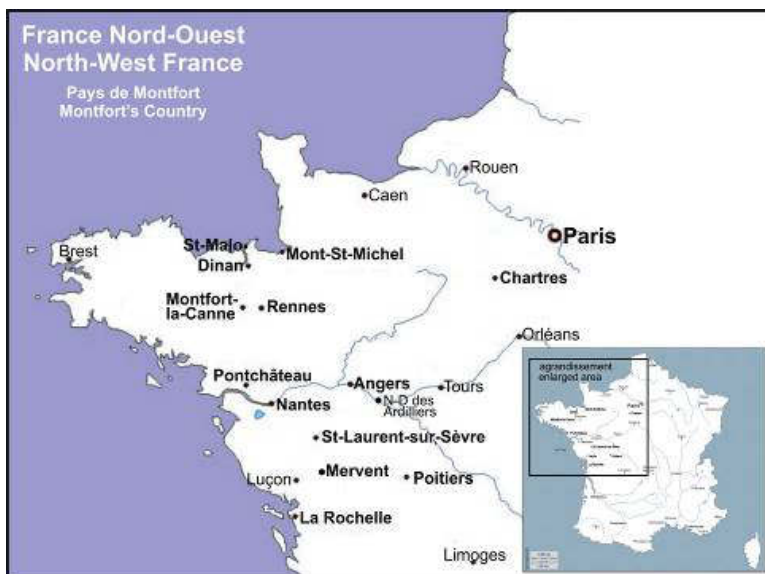 France Nord-Ouest
North-West France
Pays de Montfort
Montfort's Country
Rouen
Caen
Paris
Brest
St-Malo
Mont-St-Michel
Dinan
Chartres
Montfort-
la-Canne
Rennes
Orléans
agrandissement
enlarged area
Pontchâteau
Angers
Tours
N-D des
Ardilliers
Nantes
St-Laurent-sur-Sèvre
Mervent
Luçon
Poitiers
La Rochelle
Limoges